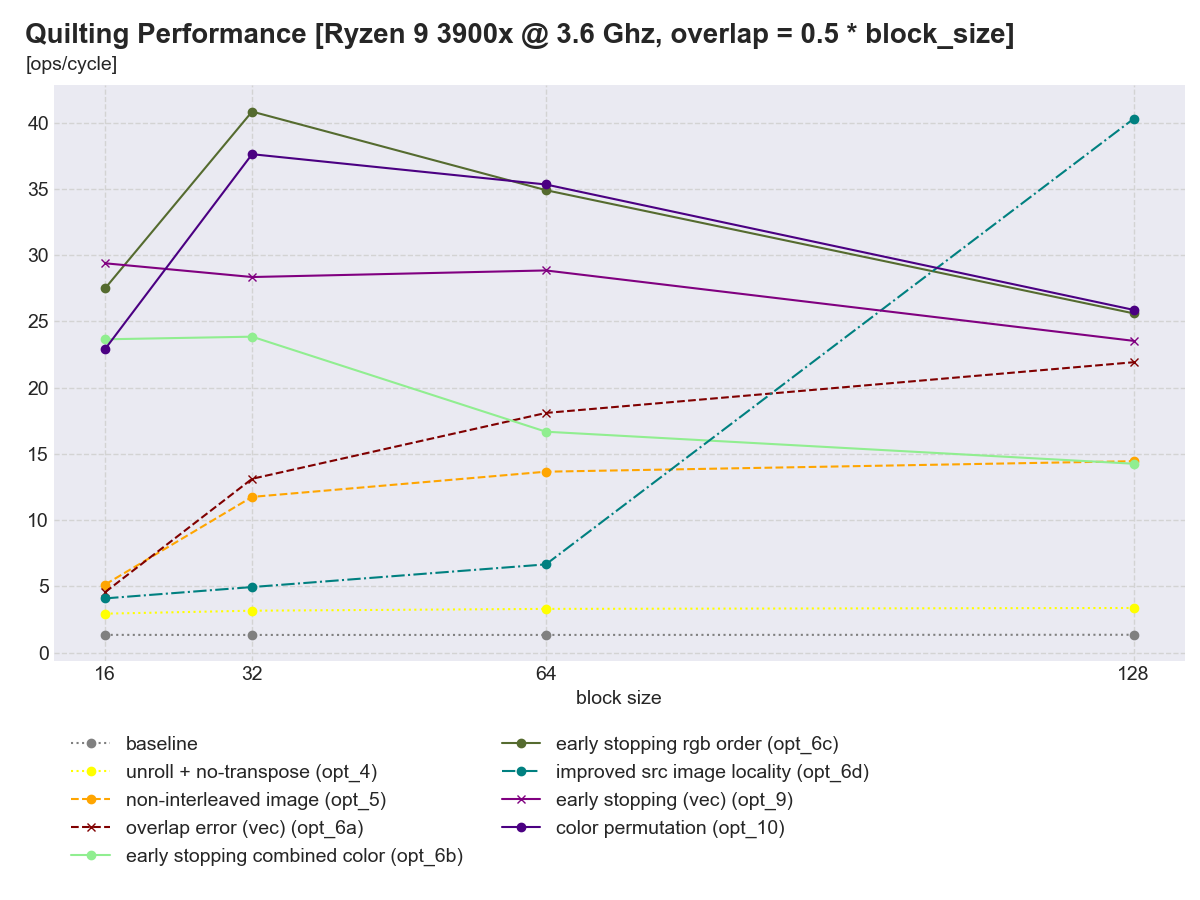 Quilting Performance [Ryzen 9 3900x @ 3.6 Ghz, overlap = 0.5 * block_size]
[ops/cycle]
40
35
30
25
20
15
10
5
0
16 32 64 128
block size
baseline
unroll + no-transpose (opt_4)
non-interleaved image (opt_5)
overlap error (vec) (opt_6a)
early stopping combined color (opt_6b)
early stopping rgb order (opt_6c)
improved src image locality (opt_6d)
early stopping (vec) (opt_9)
color permutation (opt_10)